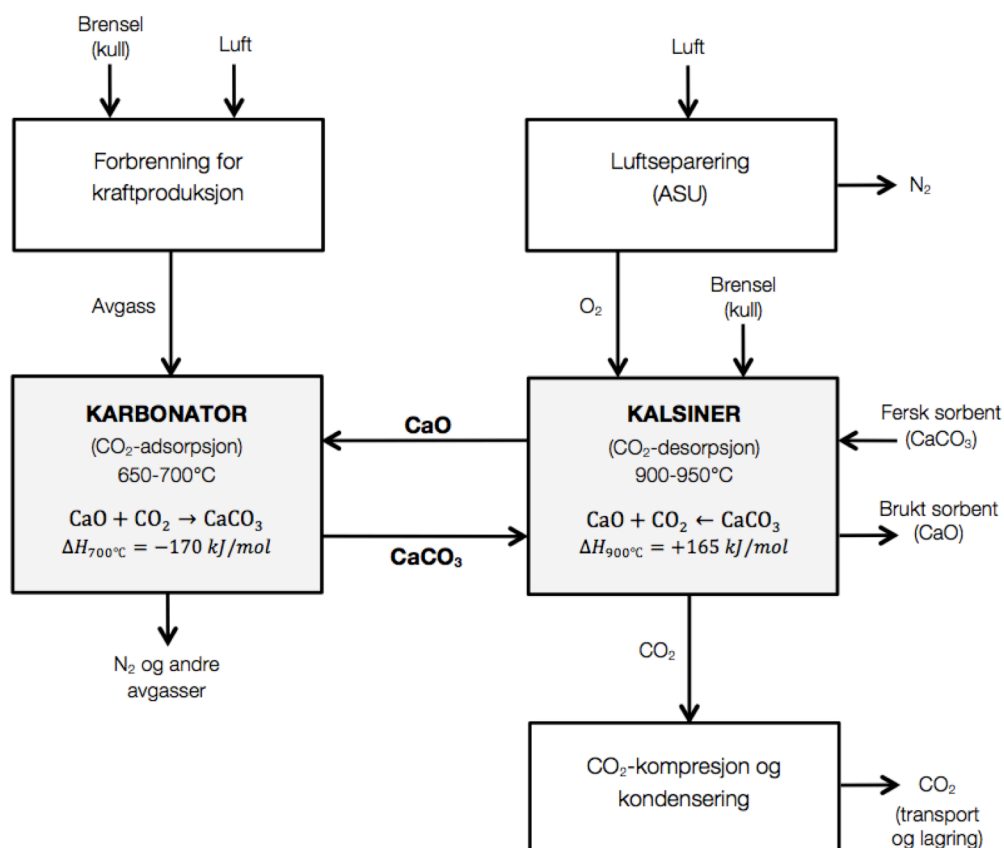 Brensel
(kull)
Luft
Luft
Forbrenning for
kraftproduksjon
Luftseparering
(ASU)
N₂
Avgass
O₂
Brensel
(kull)
KARBONATOR
(CO₂-adsorpsjon)
650-700°C
CaO + CO₂ → CaCO₃
ΔH₇₀₀°C = −170 kJ/mol
CaO
CaCO₃
KALSINER
(CO₂-desorpsjon)
900-950°C
CaO + CO₂ ← CaCO₃
ΔH₉₀₀°C = +165 kJ/mol
Fersk sorbent
(CaCO₃)
Brukt sorbent
(CaO)
N₂ og andre
avgasser
CO₂
CO₂-kompresjon og
kondensering
CO₂
(transport
og lagring)